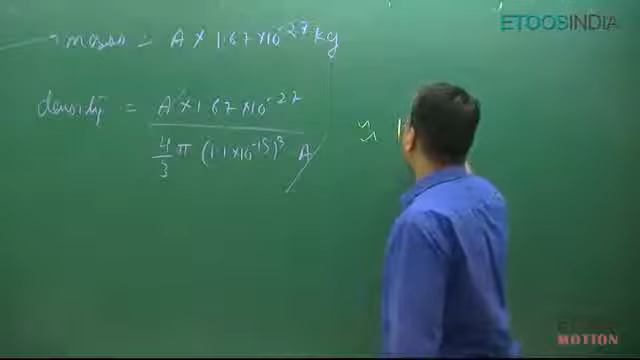 ETOOSINDIA
mass = A × 1.67 × 10^-27 kg
density = A × 1.67 × 10^-27
4/3 π (1.1 × 10^-15)^3 A
≈ 1
MOTION